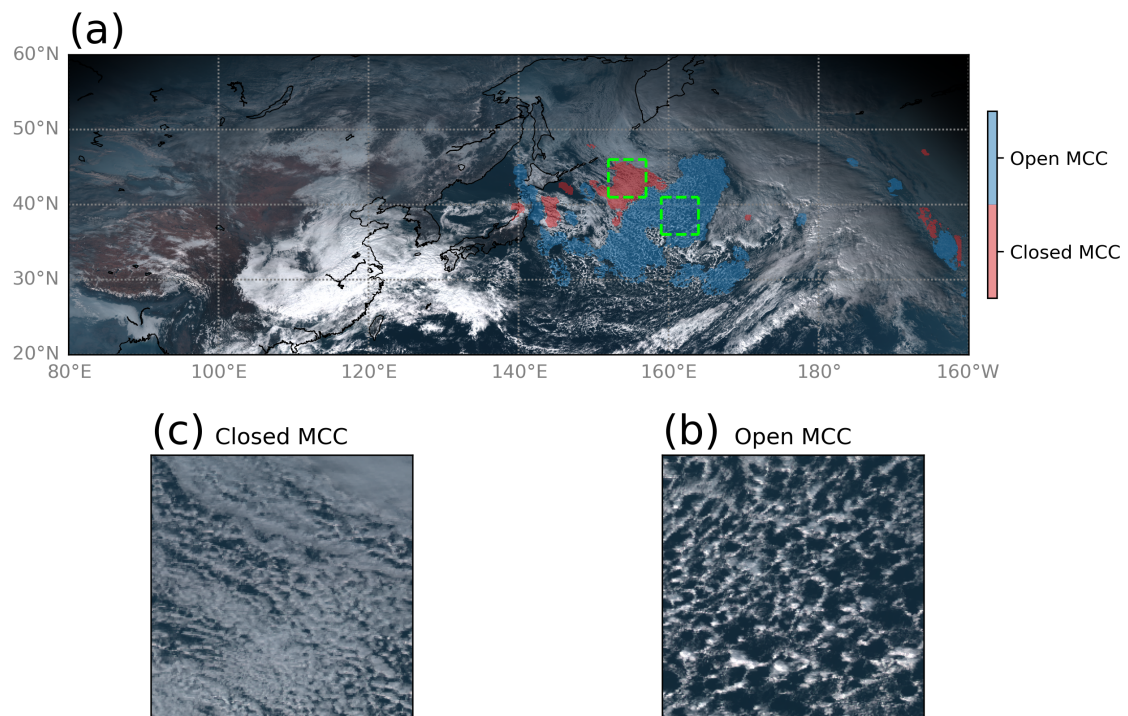 (a)
60°N
50°N
40°N
30°N
20°N
80°E 100°E 120°E 140°E 160°E 180° 160°W
Open MCC
Closed MCC
(c) Closed MCC
(b) Open MCC